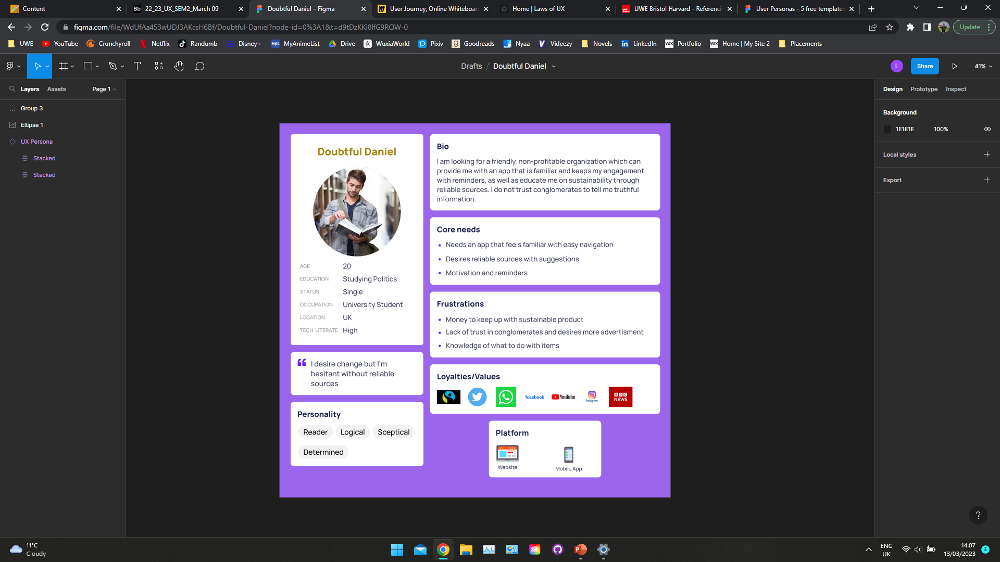 Content
22_23_UX_SEM2_March 09
Doubtful Daniel – Figma
User Journey, Online Whiteboar
Home | Laws of UX
UWE Bristol Harvard - Referenci
User Personas - 5 free templates
figma.com/file/WdUfAa453wUDJ3AKcsH6Bf/Doubtful-Daniel?node-id=0%3A1&t=d9tDzKKi8IfG9RQW-0
Update
UWE
YouTube
Crunchyroll
Netflix
Randumb
Disney+
MyAnimeList
Drive
WuxiaWorld
Pixiv
Goodreads
Nyaa
Videezy
Novels
LinkedIn
Portfolio
Home | My Site 2
Placements
Drafts / Doubtful Daniel
L
Share
41%
Layers
Assets
Page 1
Design
Prototype
Inspect
Group 3
Ellipse 1
UX Persona
Stacked
Stacked
Background
1E1E1E 100%
Local styles
Export
Doubtful Daniel
AGE 20
EDUCATION Studying Politics
STATUS Single
OCCUPATION University Student
LOCATION UK
TECH LITERATE High
I desire change but I'm
hesitant without reliable
sources
Personality
Reader Logical Sceptical
Determined
Bio
I am looking for a friendly, non-profitable organization which can
provide me with an app that is familiar and keeps my engagement
with reminders, as well as educate me on sustainability through
reliable sources. I do not trust conglomerates to tell me truthful
information.
Core needs
Needs an app that feels familiar with easy navigation
Desires reliable sources with suggestions
Motivation and reminders
Frustrations
Money to keep up with sustainable product
Lack of trust in conglomerates and desires more advertisment
Knowledge of what to do with items
Loyalties/Values
facebook
YouTube
Instagram
BBC
NEWS
Platform
Website
Mobile App
?
11°C
Cloudy
ENG
UK
14:07
13/03/2023
3